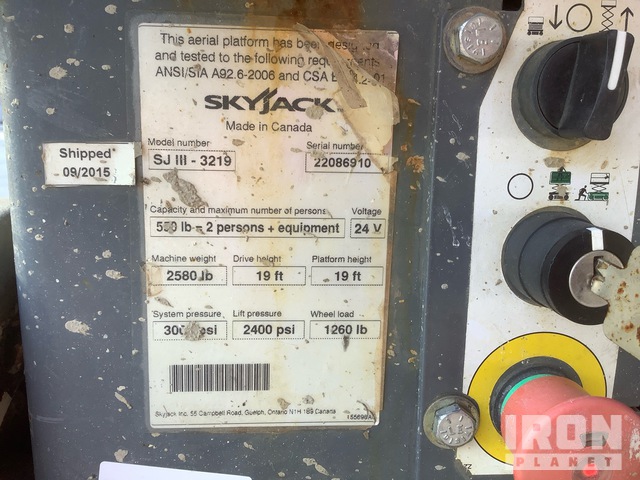 This aerial platform has been designed
and tested to the following requirements
ANSI/SIA A92.6-2006 and CSA
SKYJACK
Made in Canada
Model number Serial number
SJ III - 3219 22086910
Shipped
09/2015
Capacity and maximum number of persons Voltage
550 lb - 2 persons + equipment 24 V
Machine weight Drive height Platform height
2580 lb 19 ft 19 ft
System pressure Lift pressure Wheel load
psi 2400 psi 1260 lb
Skyjack Inc. 55 Campbell Road, Guelph, Ontario N1H 1B9 Canada
IRON
PLANET